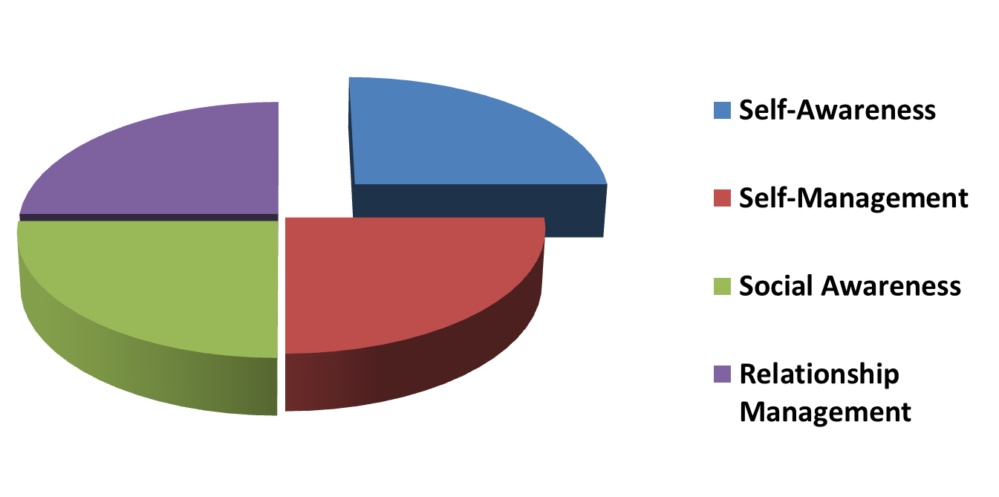 Self-Awareness
Self-Management
Social Awareness
Relationship
Management